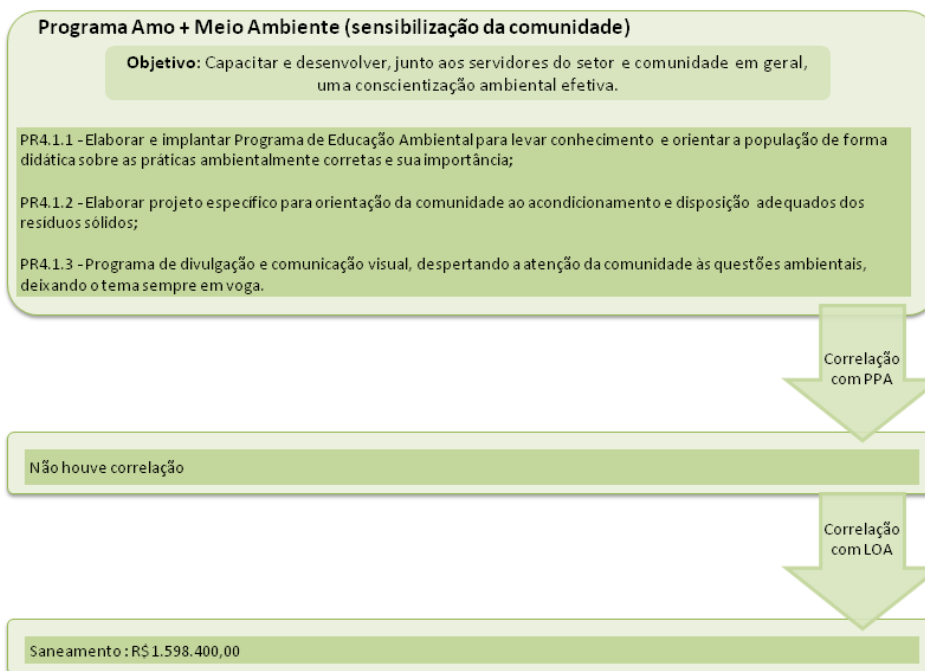 Programa Amo + Meio Ambiente (sensibilização da comunidade)
Objetivo: Capacitar e desenvolver, junto aos servidores do setor e comunidade em geral,
uma conscientização ambiental efetiva.
PR4.1.1 - Elaborar e implantar Programa de Educação Ambiental para levar conhecimento e orientar a população de forma
didática sobre as práticas ambientalmente corretas e sua importância;
PR4.1.2 - Elaborar projeto específico para orientação da comunidade ao acondicionamento e disposição adequados dos
resíduos sólidos;
PR4.1.3 - Programa de divulgação e comunicação visual, despertando a atenção da comunidade às questões ambientais,
deixando o tema sempre em voga.
Correlação
com PPA
Não houve correlação
Correlação
com LOA
Saneamento : R$ 1.598.400,00